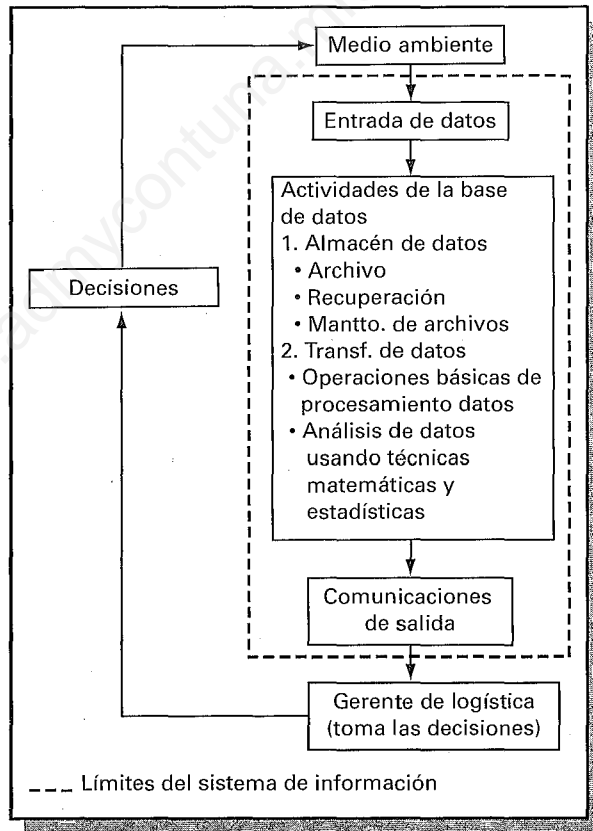 Medio ambiente
Entrada de datos
Actividades de la base
de datos
1. Almacén de datos
• Archivo
• Recuperación
• Mantto. de archivos
2. Transf. de datos
• Operaciones básicas de
procesamiento datos
• Análisis de datos
usando técnicas
matemáticas y
estadísticas
Comunicaciones
de salida
Gerente de logística
(toma las decisiones)
Decisiones
Límites del sistema de información